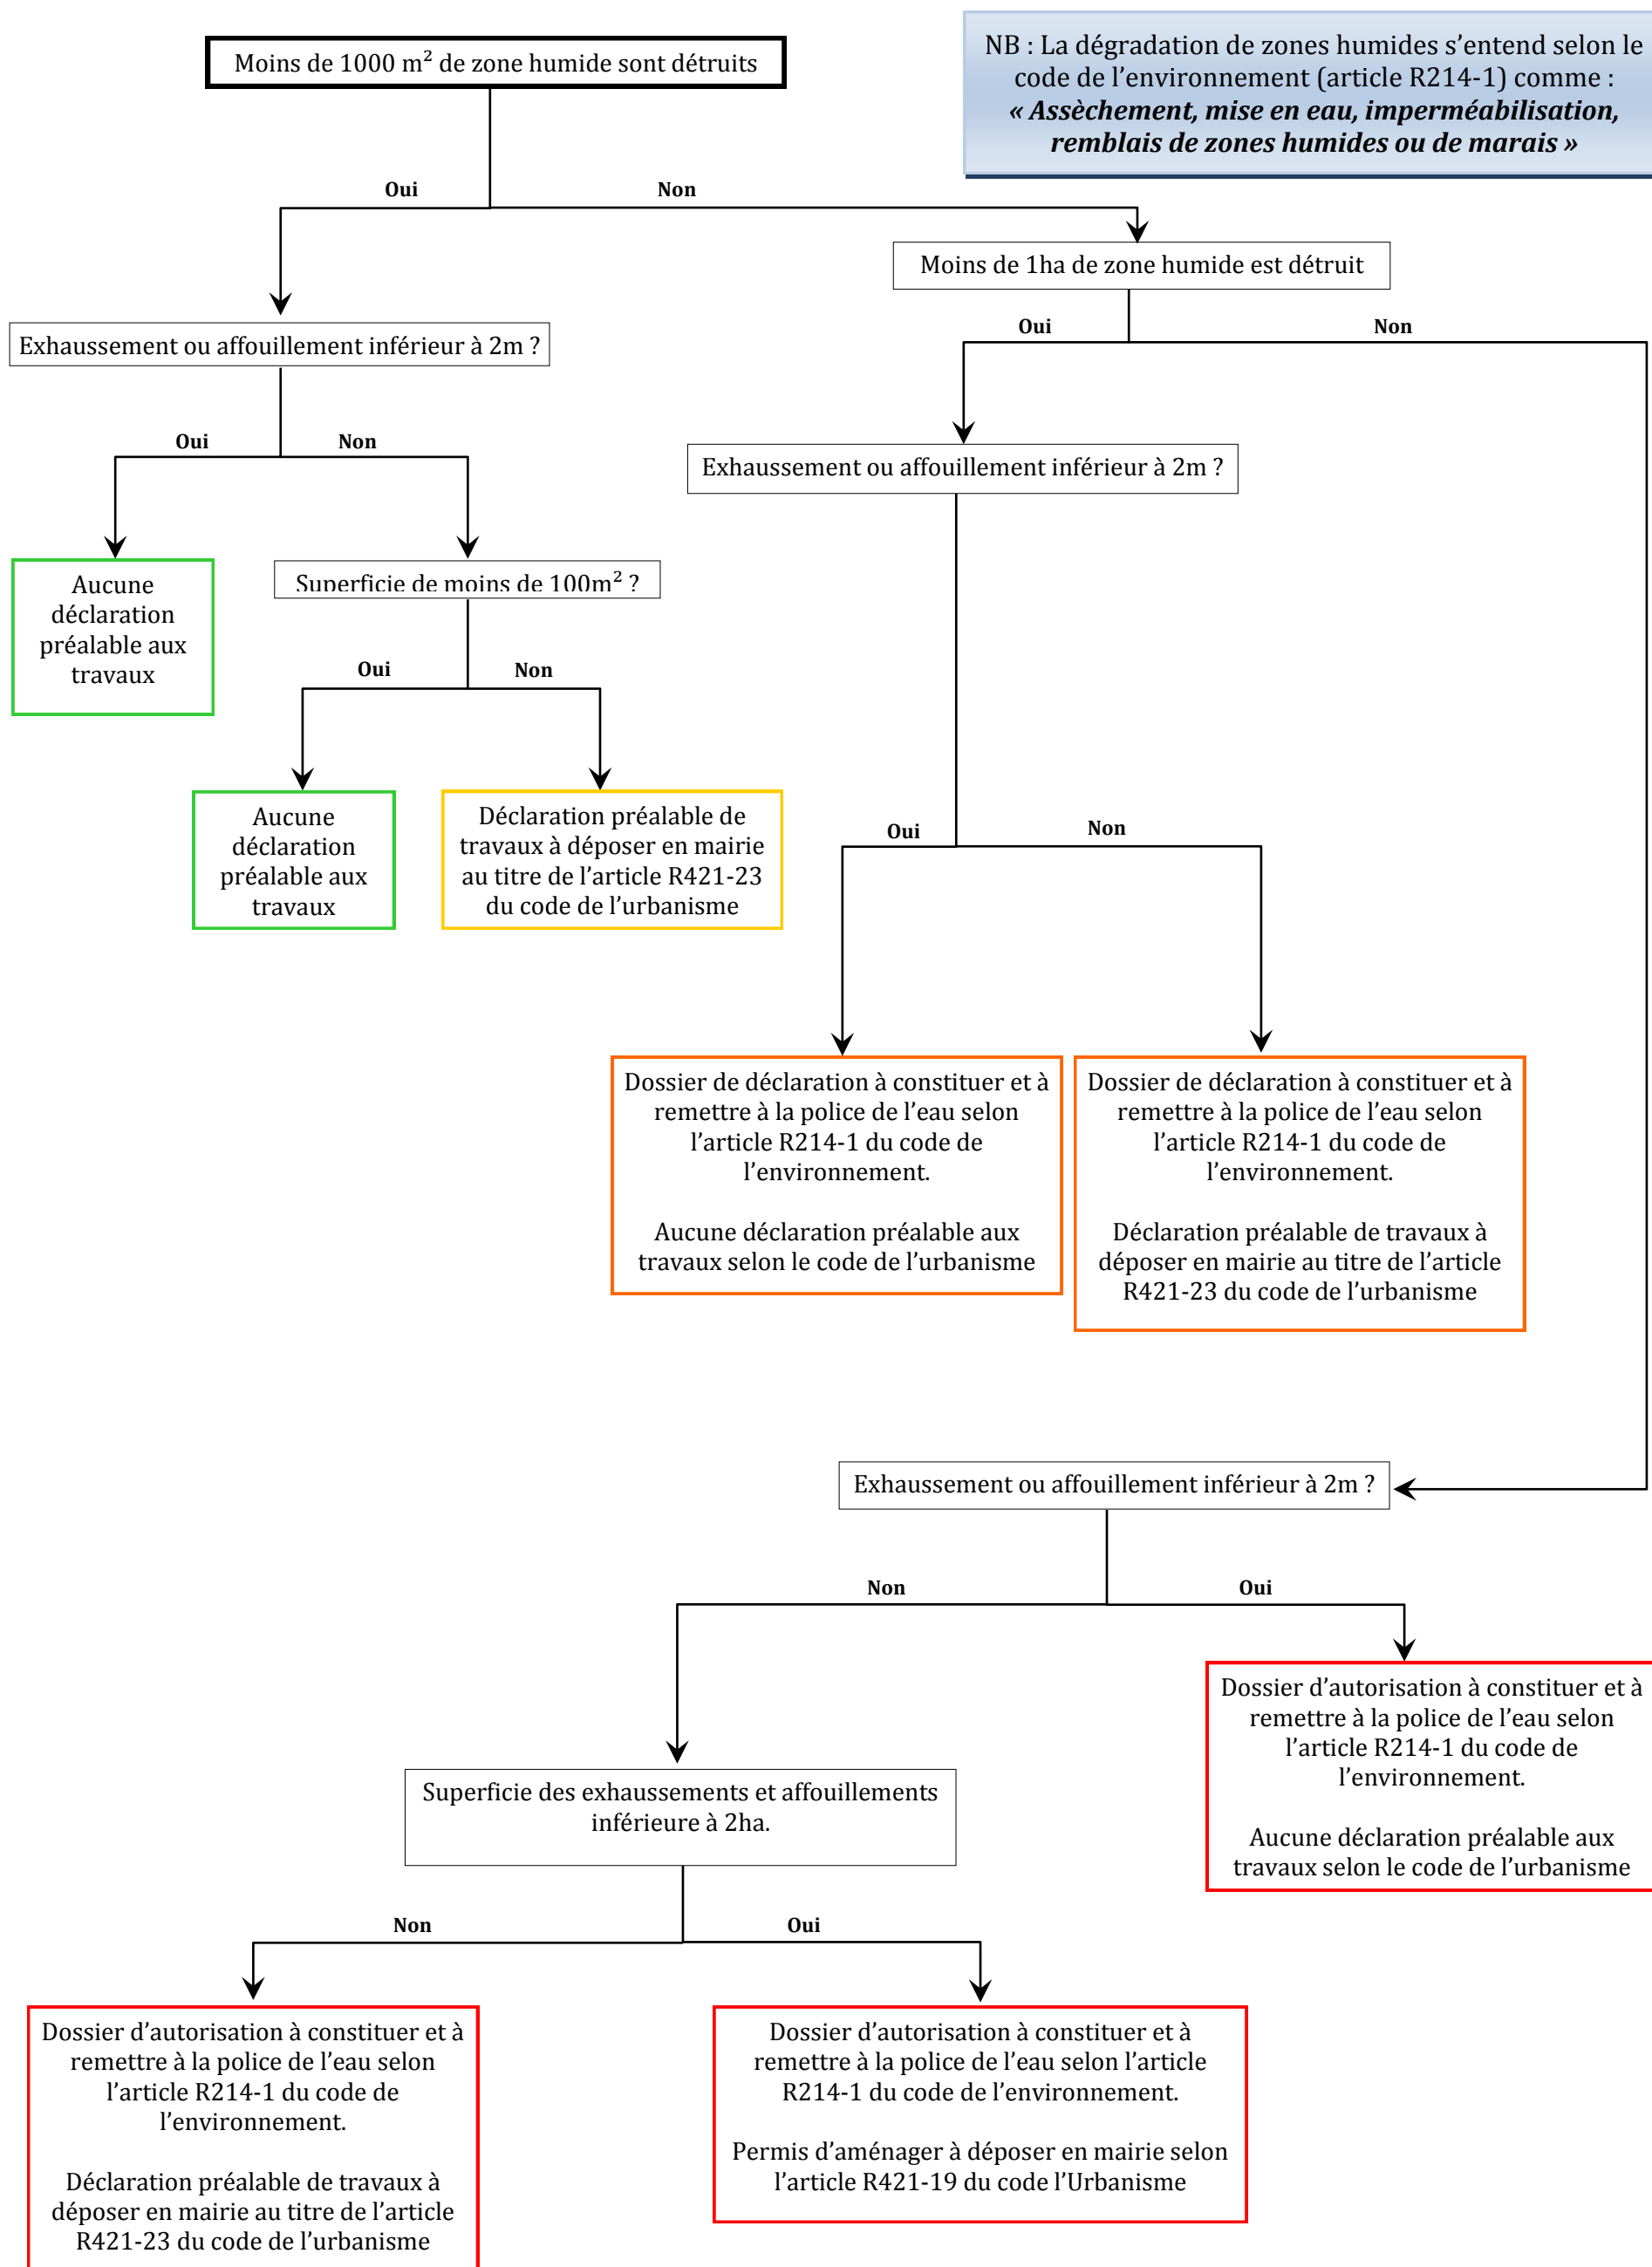 Moins de 1000 m² de zone humide sont détruits
NB : La dégradation de zones humides s’entend selon le
code de l’environnement (article R214-1) comme :
« Assèchement, mise en eau, imperméabilisation,
remblais de zones humides ou de marais »
Oui
Non
Moins de 1ha de zone humide est détruit
Oui
Non
Exhaussement ou affouillement inférieur à 2m ?
Oui
Non
Exhaussement ou affouillement inférieur à 2m ?
Aucune
déclaration
préalable aux
travaux
Superficie de moins de 100m² ?
Oui
Non
Aucune
déclaration
préalable aux
travaux
Déclaration préalable de
travaux à déposer en mairie
au titre de l’article R421-23
du code de l’urbanisme
Oui
Non
Dossier de déclaration à constituer et à
remettre à la police de l’eau selon
l’article R214-1 du code de
l’environnement.
Aucune déclaration préalable aux
travaux selon le code de l’urbanisme
Dossier de déclaration à constituer et à
remettre à la police de l’eau selon
l’article R214-1 du code de
l’environnement.
Déclaration préalable de travaux à
déposer en mairie au titre de l’article
R421-23 du code de l’urbanisme
Exhaussement ou affouillement inférieur à 2m ?
Non
Oui
Dossier d’autorisation à constituer et à
remettre à la police de l’eau selon
l’article R214-1 du code de
l’environnement.
Aucune déclaration préalable aux
travaux selon le code de l’urbanisme
Superficie des exhaussements et affouillements
inférieure à 2ha.
Non
Oui
Dossier d’autorisation à constituer et à
remettre à la police de l’eau selon
l’article R214-1 du code de
l’environnement.
Déclaration préalable de travaux à
déposer en mairie au titre de l’article
R421-23 du code de l’urbanisme
Dossier d’autorisation à constituer et à
remettre à la police de l’eau selon l’article
R214-1 du code de l’environnement.
Permis d’aménager à déposer en mairie selon
l’article R421-19 du code l’Urbanisme